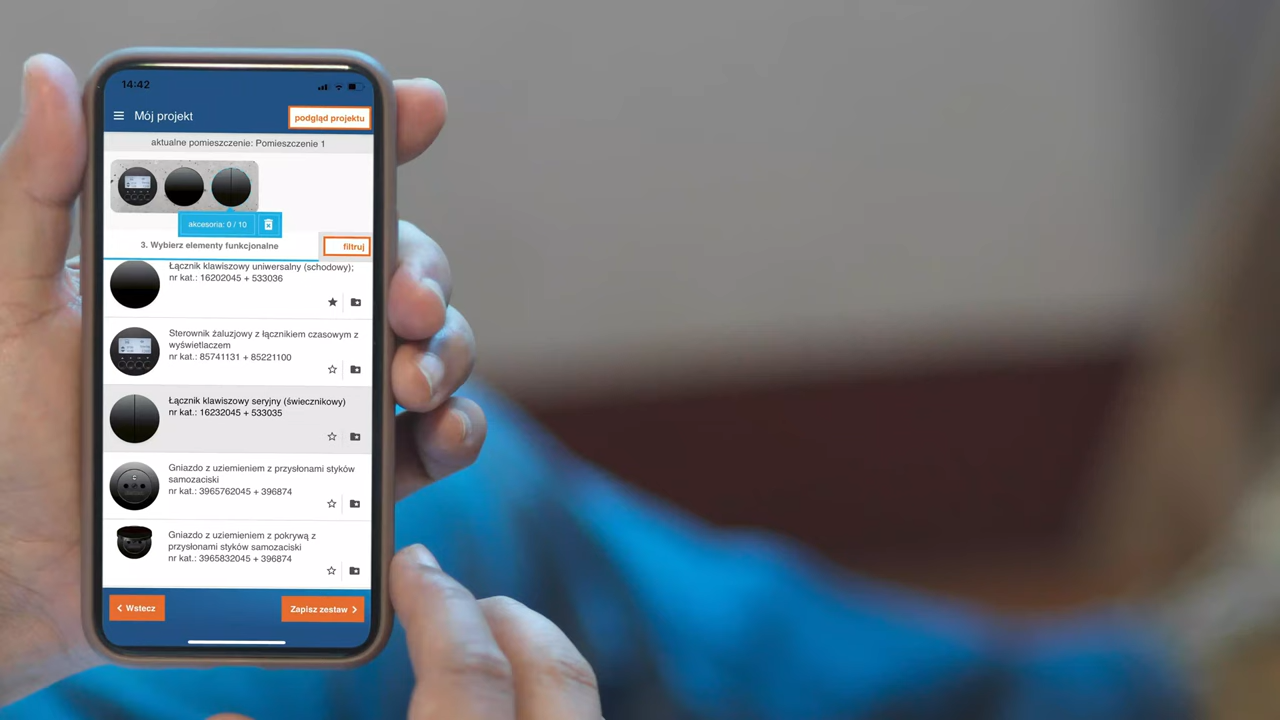 14:42
Mój projekt
podgląd projektu
aktualne pomieszczenie: Pomieszczenie 1
akcesoria: 0 / 10
3. Wybierz elementy funkcjonalne
filtruj
Łącznik klawiszowy uniwersalny (schodowy);
nr kat.: 16202045 + 533036
Sterownik żaluzjowy z łącznikiem czasowym z
wyświetlaczem
nr kat.: 85741131 + 85221100
Łącznik klawiszowy seryjny (świecznikowy)
nr kat.: 16232045 + 533035
Gniazdo z uziemieniem z przysłonami styków
samozaciski
nr kat.: 3965762045 + 396874
Gniazdo z uziemieniem z pokrywą z
przysłonami styków samozaciski
nr kat.: 3965832045 + 396874
Wstecz
Zapisz zestaw